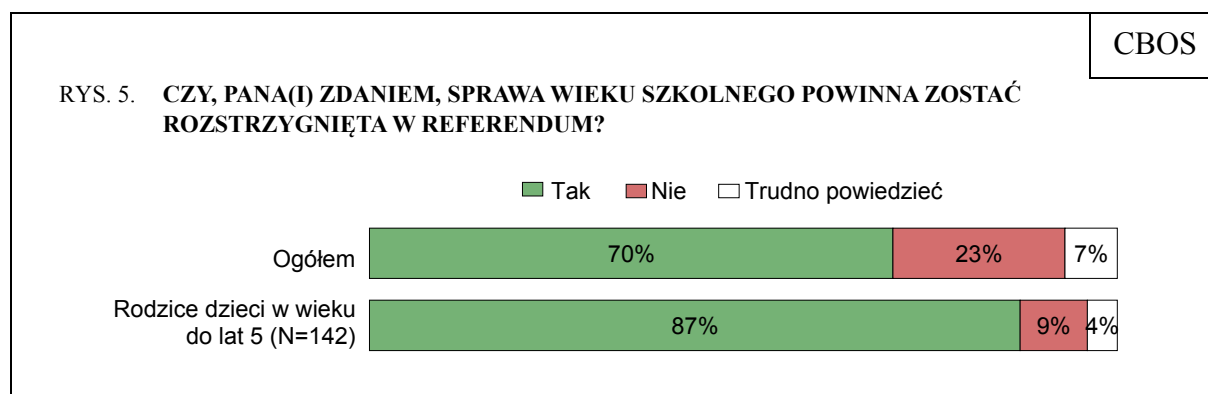 CBOS
RYS. 5. CZY, PANA(I) ZDANIEM, SPRAWA WIEKU SZKOLNEGO POWINNA ZOSTAĆ
ROZSTRZYGNIĘTA W REFERENDUM?
Tak Nie Trudno powiedzieć
Ogółem 70% 23% 7%
Rodzice dzieci w wieku
do lat 5 (N=142) 87% 9% 4%